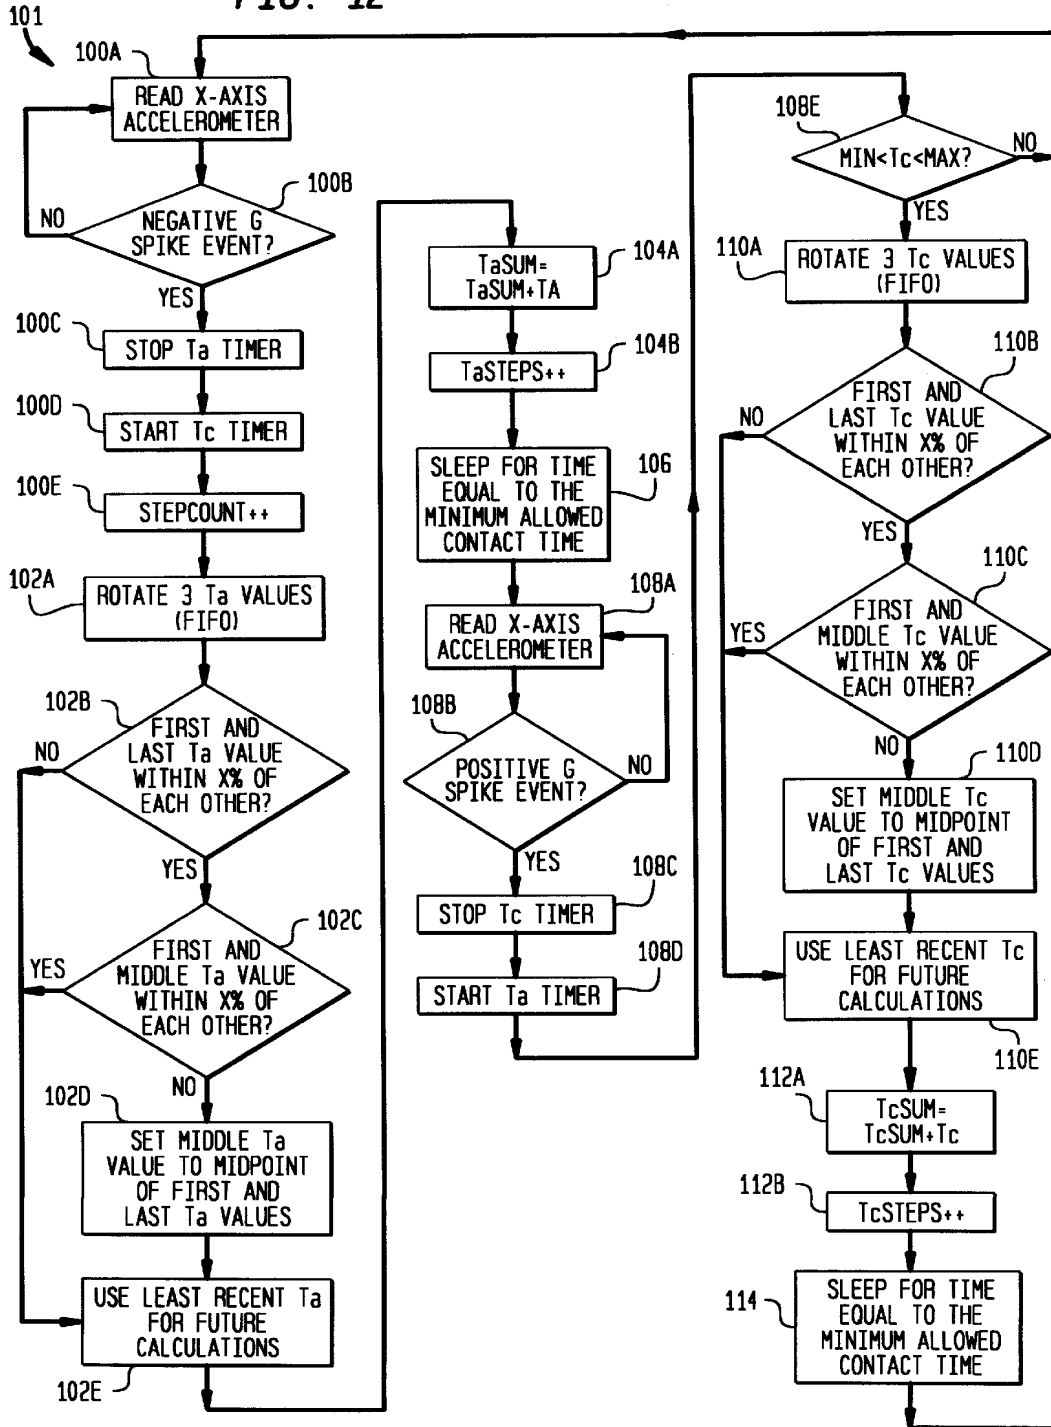 FIG. 12
101
100A
READ X-AXIS
ACCELEROMETER
100B
NEGATIVE G
SPIKE EVENT?
NO
YES
100C
STOP Ta TIMER
100D
START Tc TIMER
100E
STEPCOUNT++
102A
ROTATE 3 Ta VALUES
(FIFO)
102B
FIRST AND
LAST Ta VALUE
WITHIN X% OF
EACH OTHER?
NO
YES
102C
FIRST AND
MIDDLE Ta VALUE
WITHIN X% OF
EACH OTHER?
YES
NO
102D
SET MIDDLE Ta
VALUE TO MIDPOINT
OF FIRST AND
LAST Ta VALUES
USE LEAST RECENT Ta
FOR FUTURE
CALCULATIONS
102E
TaSUM=
TaSUM+TA
104A
TaSTEPS++
104B
SLEEP FOR TIME
EQUAL TO THE
MINIMUM ALLOWED
CONTACT TIME
106
108A
READ X-AXIS
ACCELEROMETER
108B
POSITIVE G
SPIKE EVENT?
NO
YES
108C
STOP Tc TIMER
108D
START Ta TIMER
108E
MIN<Tc<MAX?
NO
YES
110A
ROTATE 3 Tc VALUES
(FIFO)
110B
FIRST AND
LAST Tc VALUE
WITHIN X% OF
EACH OTHER?
NO
YES
110C
FIRST AND
MIDDLE Tc VALUE
WITHIN X% OF
EACH OTHER?
YES
NO
110D
SET MIDDLE Tc
VALUE TO MIDPOINT
OF FIRST AND
LAST Tc VALUES
USE LEAST RECENT Tc
FOR FUTURE
CALCULATIONS
110E
112A
TcSUM=
TcSUM+Tc
112B
TcSTEPS++
114
SLEEP FOR TIME
EQUAL TO THE
MINIMUM ALLOWED
CONTACT TIME